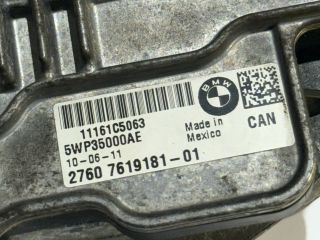 BMW
11161C5063
5WP35000AE
10-06-11
Made in
Mexico
CAN
2760 7619181-01